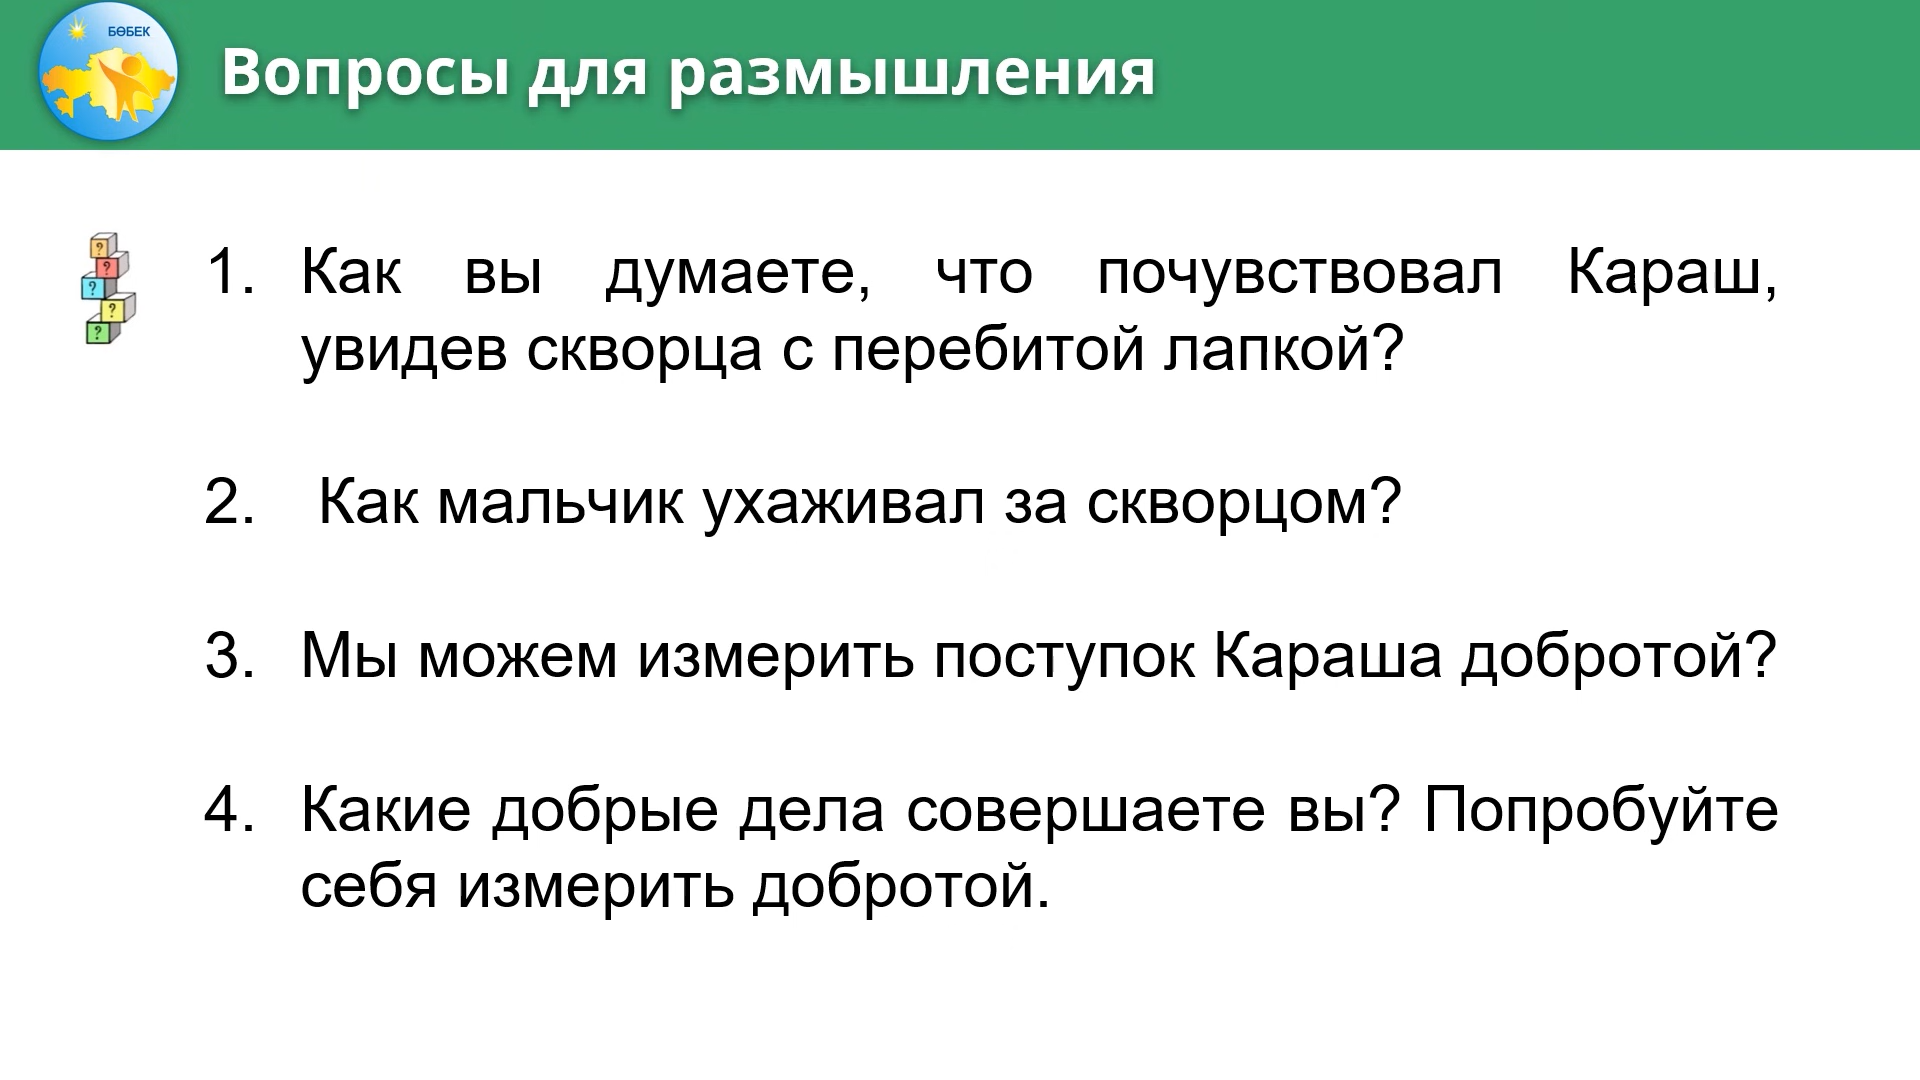 БӨБЕК
Вопросы для размышления
1. Как вы думаете, что почувствовал Караш,
увидев скворца с перебитой лапкой?
2. Как мальчик ухаживал за скворцом?
3. Мы можем измерить поступок Караша добротой?
4. Какие добрые дела совершаете вы? Попробуйте
себя измерить добротой.
?
?
?
?
?